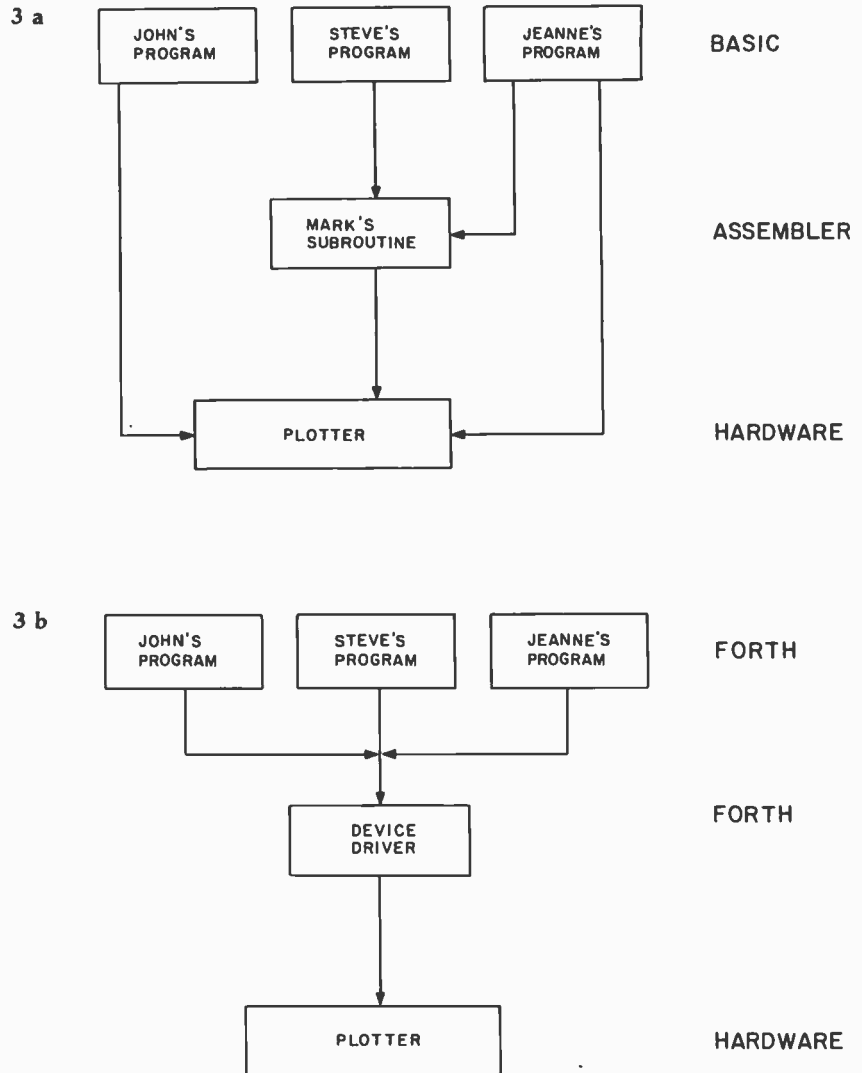 3 a
JOHN'S
PROGRAM
STEVE'S
PROGRAM
JEANNE'S
PROGRAM
BASIC
MARK'S
SUBROUTINE
ASSEMBLER
PLOTTER
HARDWARE
3 b
JOHN'S
PROGRAM
STEVE'S
PROGRAM
JEANNE'S
PROGRAM
FORTH
DEVICE
DRIVER
FORTH
PLOTTER
HARDWARE